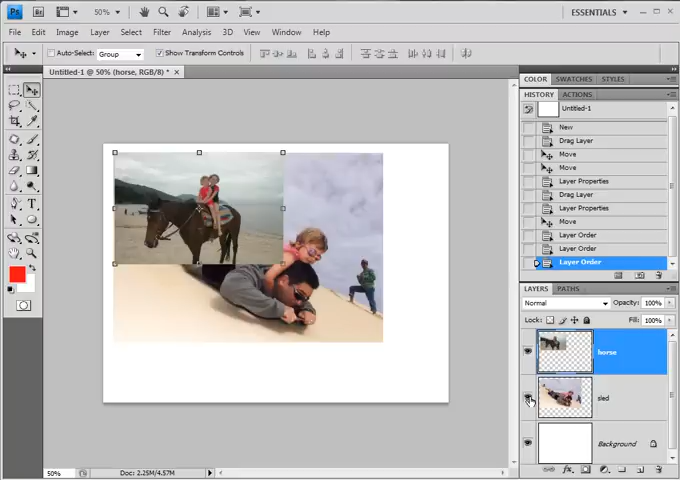 Ps Br 50% ESSENTIALS
File Edit Image Layer Select Filter Analysis 3D View Window Help
Auto-Select: Group Show Transform Controls
Untitled-1 @ 50% (horse, RGB/8) *
COLOR SWATCHES STYLES
HISTORY ACTIONS
Untitled-1
New
Drag Layer
Move
Move
Layer Properties
Drag Layer
Layer Properties
Move
Layer Order
Layer Order
Layer Order
LAYERS PATHS
Normal Opacity: 100%
Lock: Fill: 100%
horse
sled
Background
50% Doc: 2.25M/4.57M